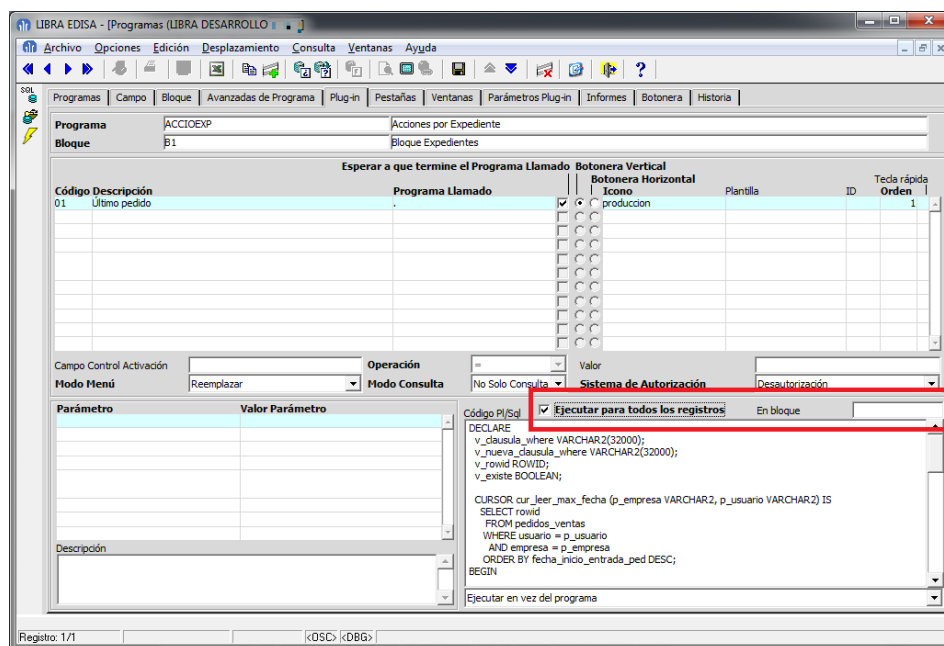 LIBRA EDISA - [Programas (LIBRA DESARROLLO
Archivo Opciones Edición Desplazamiento Consulta Ventanas Ayuda
SQL
Programas Campo Bloque Avanzadas de Programa Plug-in Pestañas Ventanas Parámetros Plug-in Informes Botonera Historia
Programa ACCIOEXP Acciones por Expediente
Bloque B1 Bloque Expedientes
Esperar a que termine el Programa Llamado Botonera Vertical
Botonera Horizontal Tecla rápida
Código Descripción Programa Llamado Icono Plantilla ID Orden
01 Último pedido . produccion 1
Campo Control Activación Operación = Valor
Modo Menú Reemplazar Modo Consulta No Solo Consulta Sistema de Autorización Desautorización
Parámetro Valor Parámetro Código Pl/Sql Ejecutar para todos los registros En bloque
DECLARE
v_clausula_where VARCHAR2(32000);
v_nueva_clausula_where VARCHAR2(32000);
v_rowid ROWID;
v_existe BOOLEAN;
CURSOR cur_leer_max_fecha (p_empresa VARCHAR2, p_usuario VARCHAR2) IS
SELECT rowid
FROM pedidos_ventas
WHERE usuario = p_usuario
AND empresa = p_empresa
ORDER BY fecha_inicio_entrada_ped DESC;
BEGIN
Descripción
Ejecutar en vez del programa
Registro: 1/1 <OSC> <DBG>